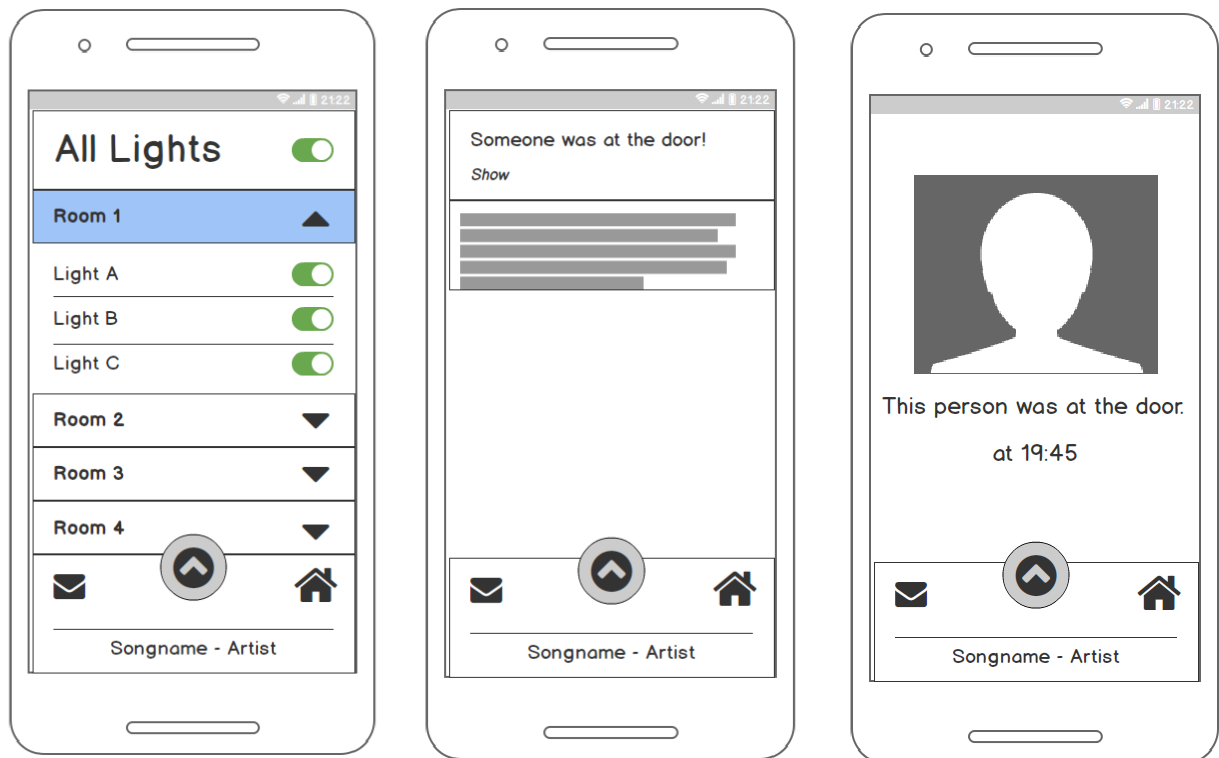 21:22
All Lights
Room 1
Light A
Light B
Light C
Room 2
Room 3
Room 4
Songname - Artist
21:22
Someone was at the door!
Show
Songname - Artist
21:22
This person was at the door.
at 19:45
Songname - Artist